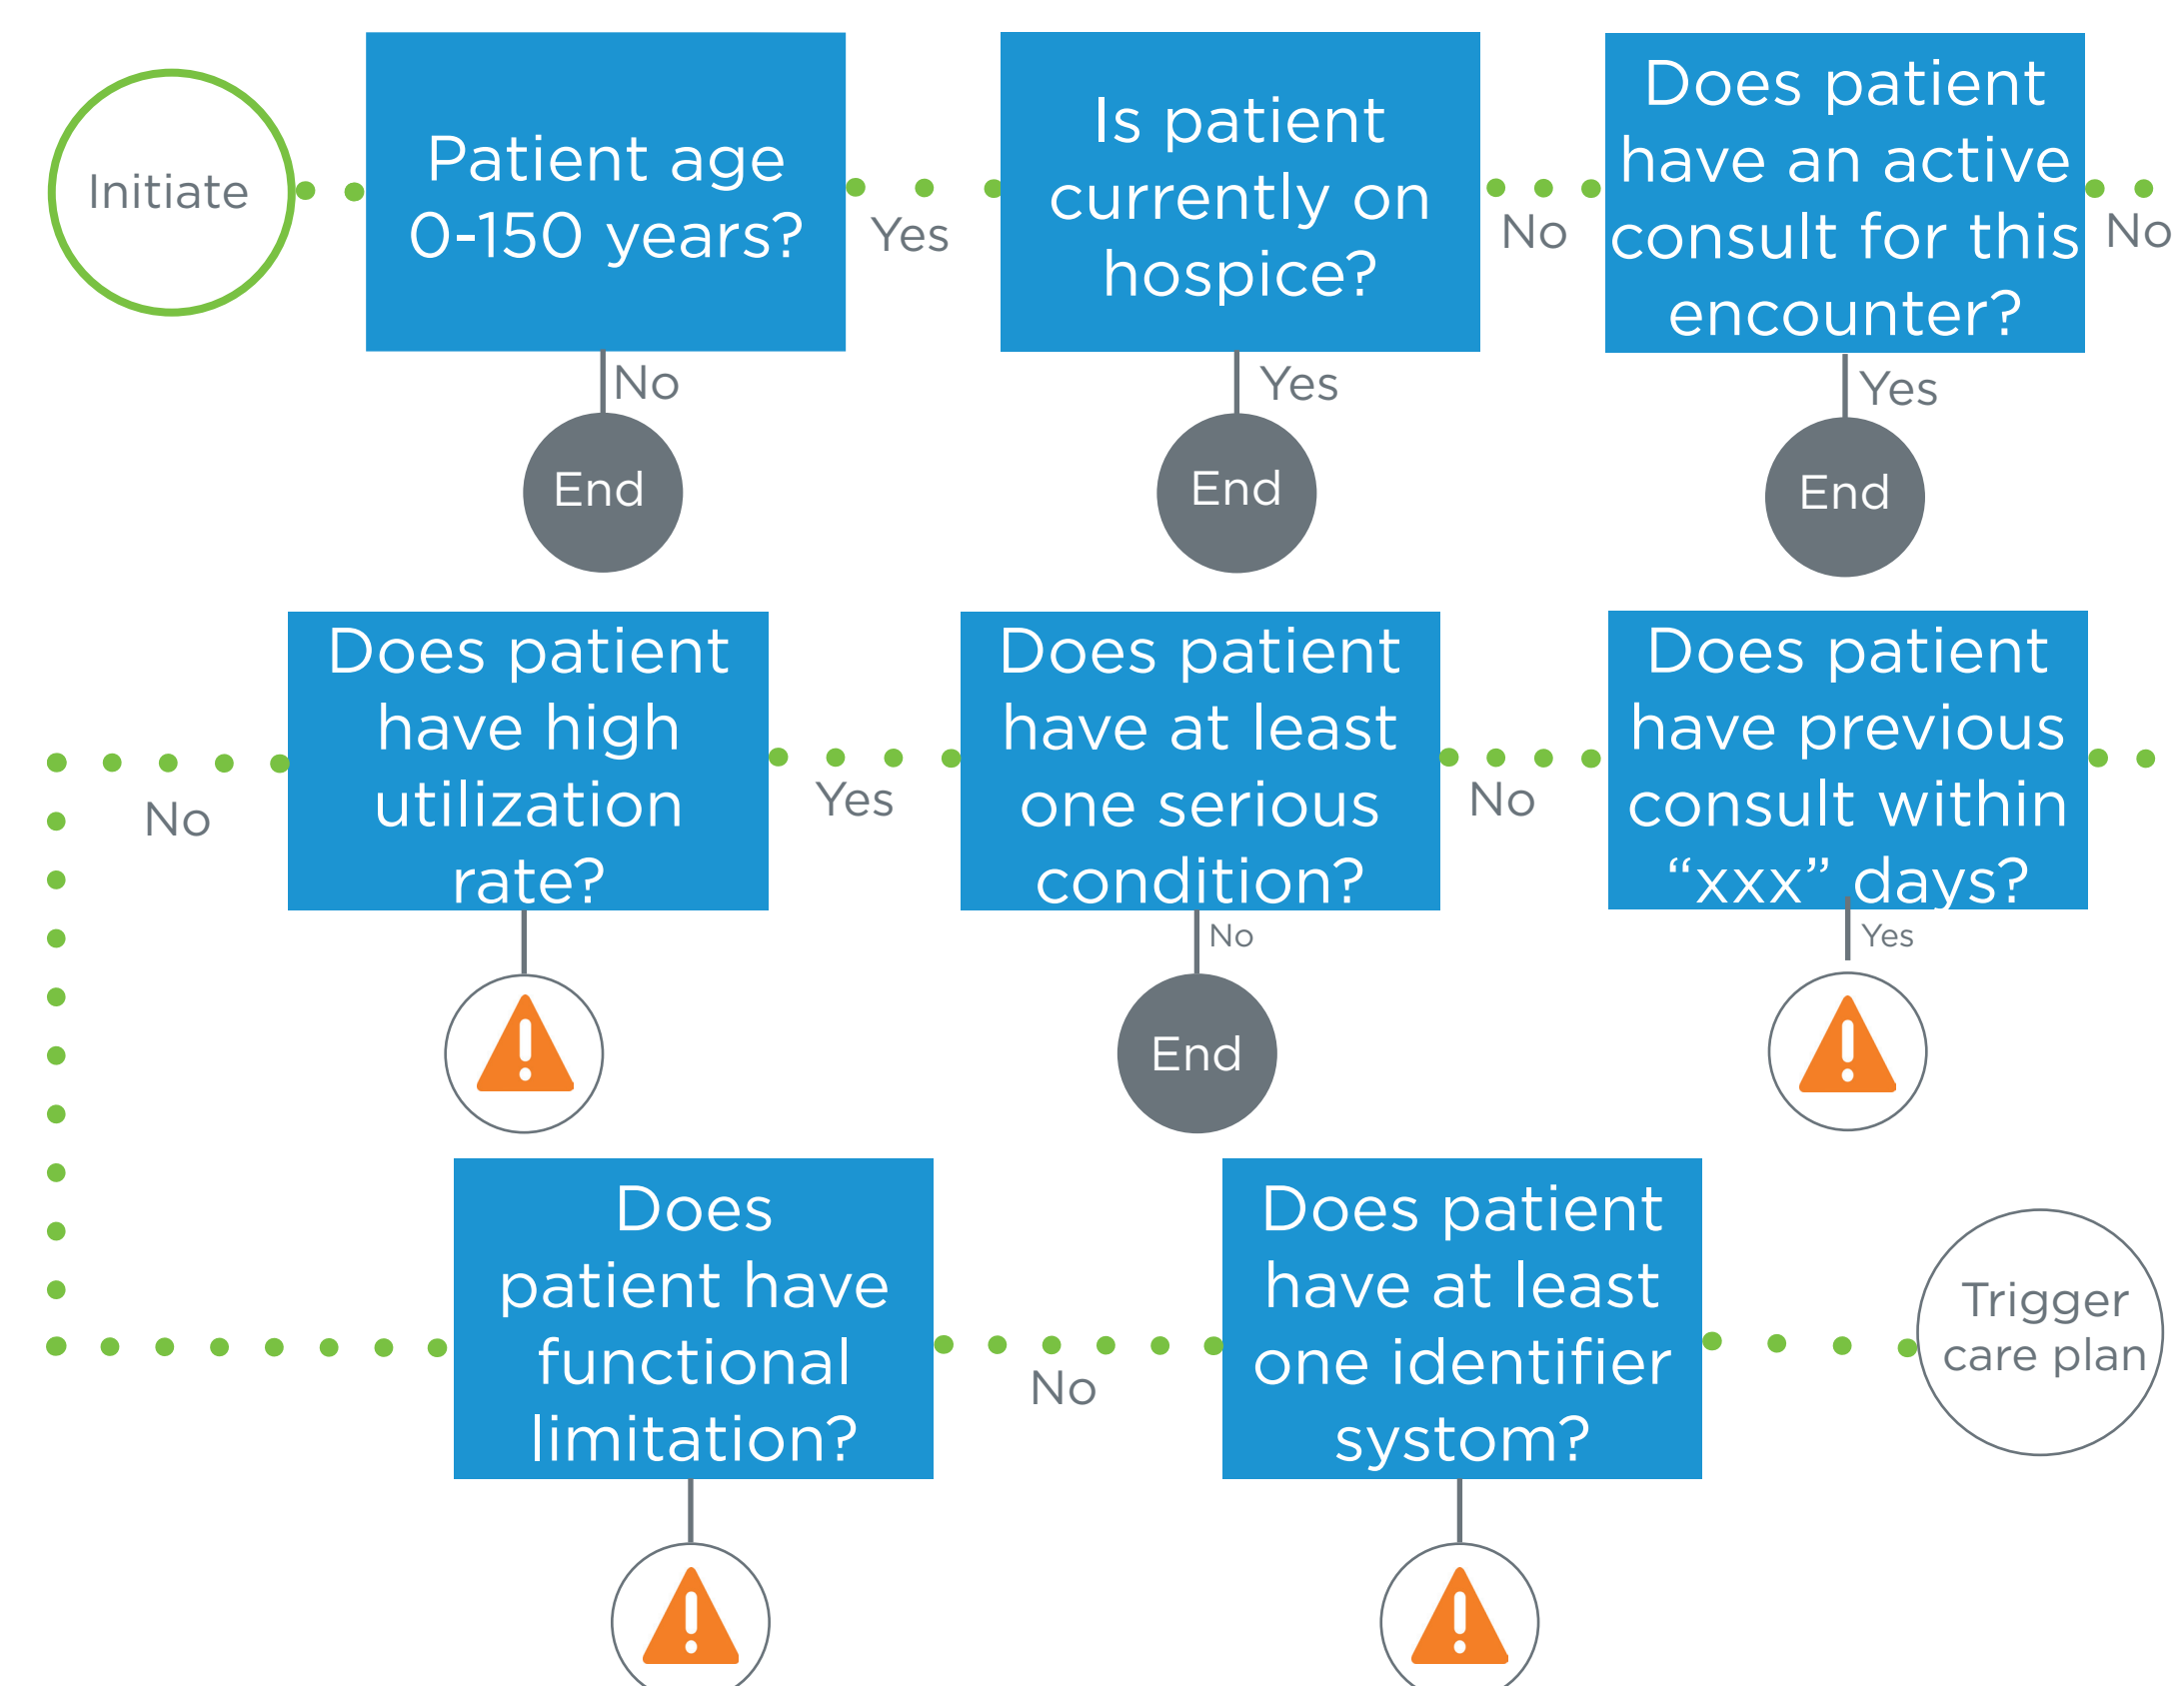 Initiate
Patient age
0-150 years?
Yes
Is patient
currently on
hospice?
No
Does patient
have an active
consult for this
encounter?
No
No
End
Yes
End
Yes
End
No
Does patient
have high
utilization
rate?
Yes
Does patient
have at least
one serious
condition?
No
Does patient
have previous
consult within
“xxx” days?
No
End
Yes
Does
patient have
functional
limitation?
No
Does patient
have at least
one identifier
systom?
Trigger
care plan